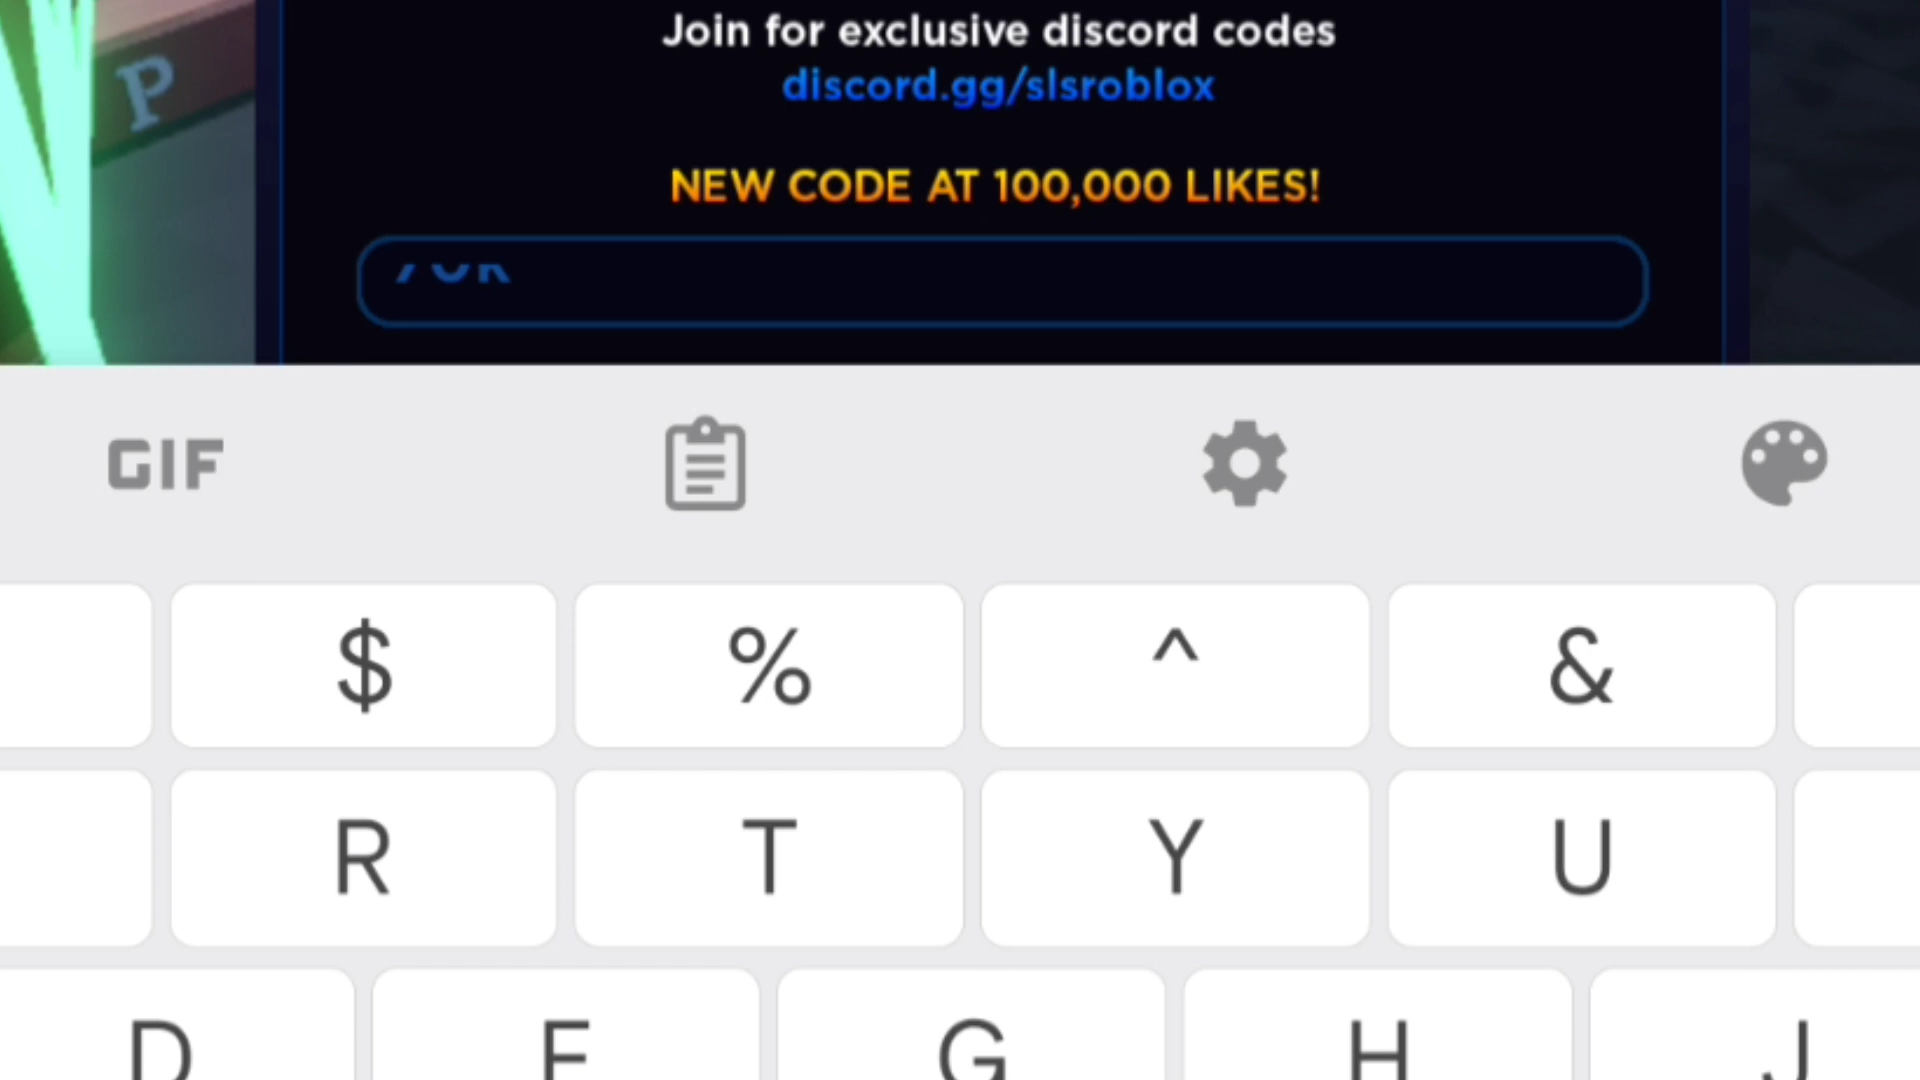 P
Join for exclusive discord codes
discord.gg/slsroblox
NEW CODE AT 100,000 LIKES!
GIF
$ % ^ &
R T Y U
D F G H J